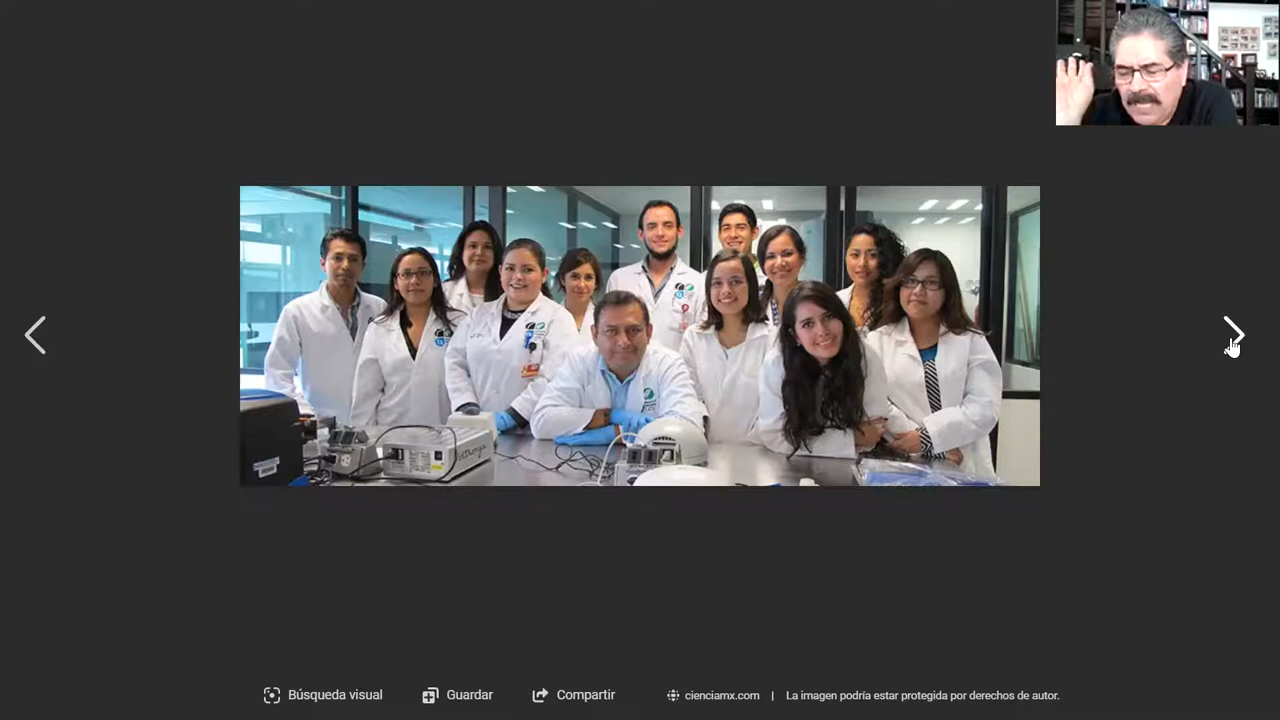 Búsqueda visual
Guardar
Compartir
cienciamx.com | La imagen podría estar protegida por derechos de autor.